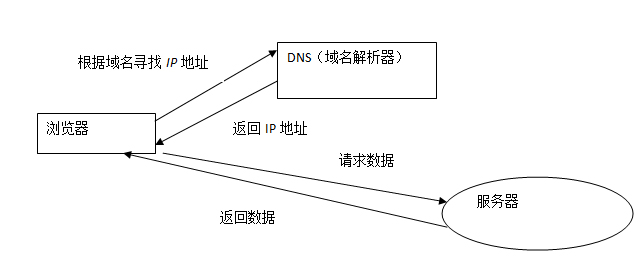 根据域名寻找 IP 地址
DNS（域名解析器）
浏览器
返回 IP 地址
请求数据
服务器
返回数据